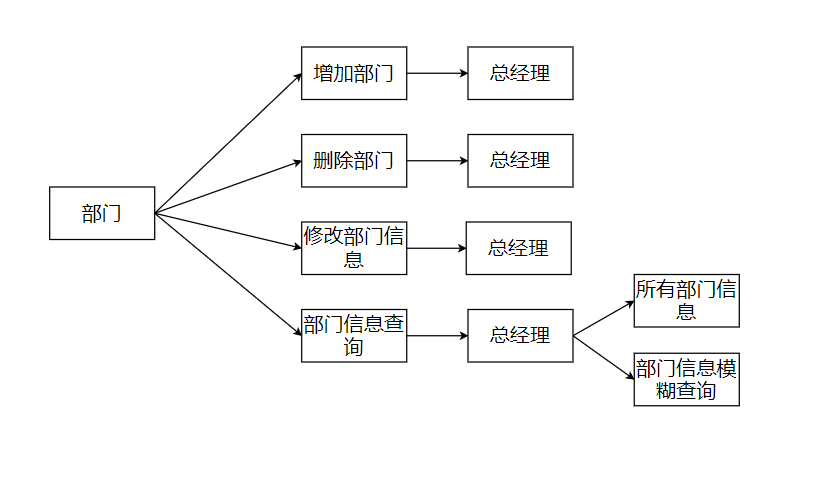 增加部门
总经理
删除部门
总经理
部门
修改部门信
息
总经理
部门信息查
询
总经理
所有部门信
息
部门信息模
糊查询